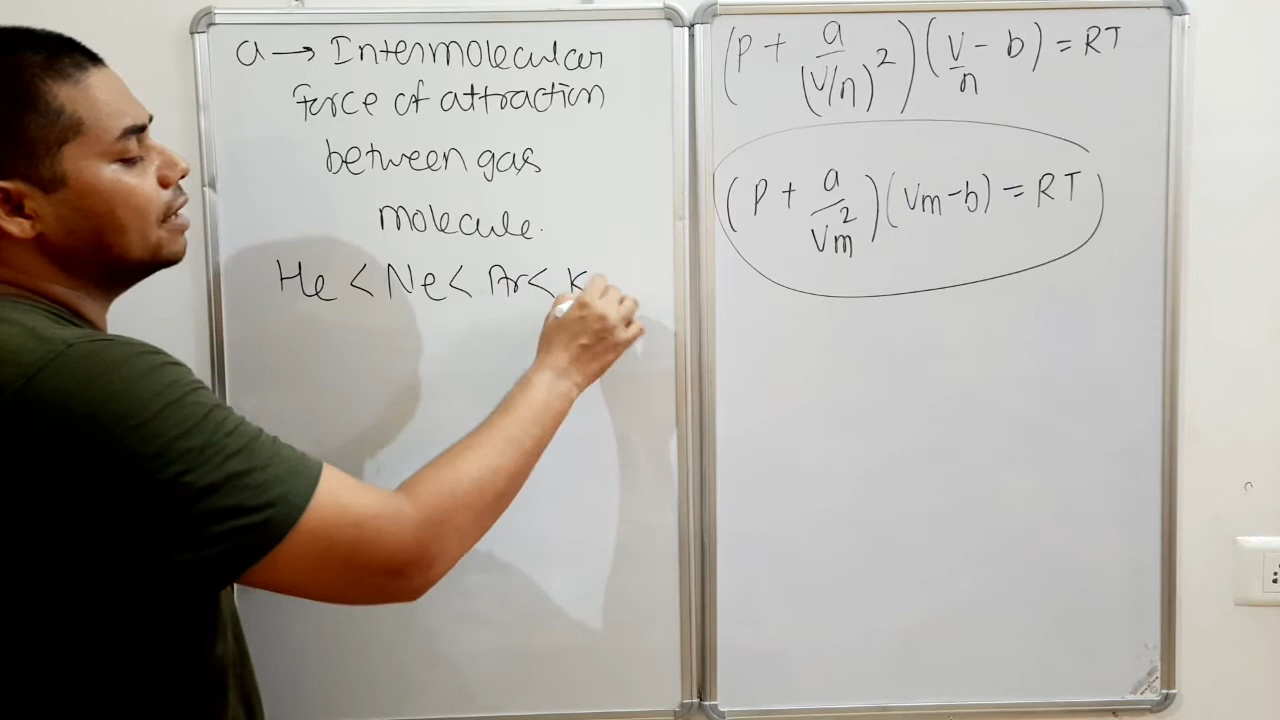 a → Intermolecular
force of attraction
between gas
molecule.
He < Ne < Ar < K
(P + a/(V/n)²)(V/n - b) = RT
(P + a/Vm²)(Vm - b) = RT